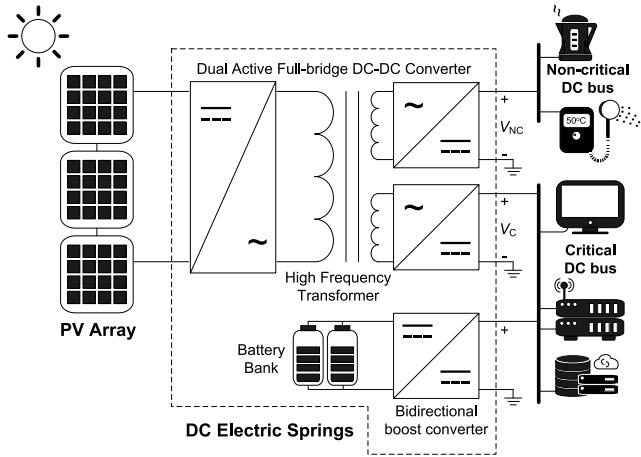 Dual Active Full-bridge DC-DC Converter
Non-critical
DC bus
+
VNC
-
50°C
~
~
~
+
VC
-
Critical
DC bus
High Frequency
Transformer
PV Array
Battery
Bank
+
Bidirectional
boost converter
DC Electric Springs